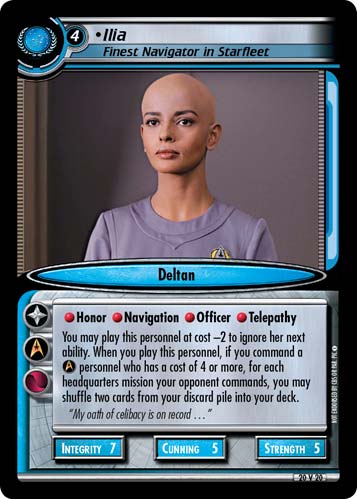 4
•Ilia
Finest Navigator in Starfleet
Deltan
Honor Navigation Officer Telepathy
You may play this personnel at cost –2 to ignore her next
ability. When you play this personnel, if you command a
personnel who has a cost of 4 or more, for each
headquarters mission your opponent commands, you may
shuffle two cards from your discard pile into your deck.
"My oath of celibacy is on record …"
INTEGRITY 7 CUNNING 5 STRENGTH 5
20 V 20